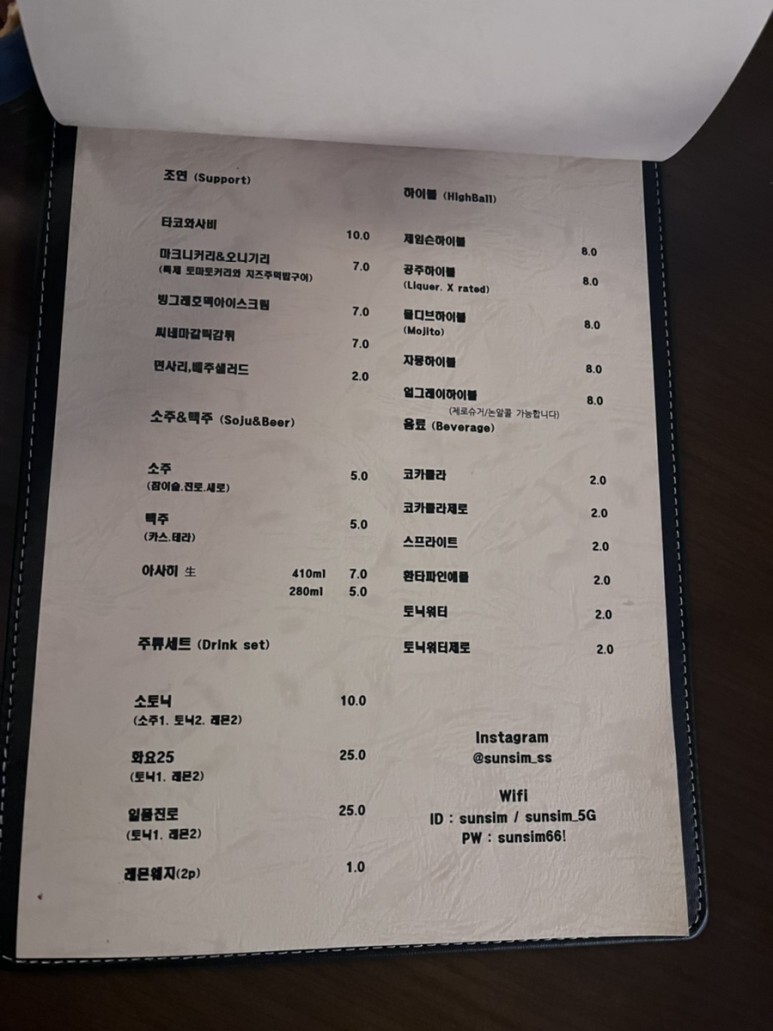 조연 (Support)
타코와사비 10.0
마크니커리&오니기리 7.0
(특제 토마토커리와 치즈주먹밥구이)
빙그레호떡아이스크림 7.0
씨네마갈릭감튀 7.0
면사리,배추샐러드 2.0
소주&맥주 (Soju&Beer)
소주 5.0
(참이슬.진로.새로)
맥주 5.0
(카스.테라)
아사히 生 410ml 7.0
280ml 5.0
주류세트 (Drink set)
소토닉 10.0
(소주1. 토닉2. 레몬2)
화요25 25.0
(토닉1. 레몬2)
일품진로 25.0
(토닉1. 레몬2)
레몬웨지(2p) 1.0
하이볼 (HighBall)
제임슨하이볼 8.0
공주하이볼 8.0
(Liquer. X rated)
몰디브하이볼 8.0
(Mojito)
자몽하이볼 8.0
얼그레이하이볼 8.0
(제로슈거/논알콜 가능합니다)
음료 (Beverage)
코카콜라 2.0
코카콜라제로 2.0
스프라이트 2.0
환타파인애플 2.0
토닉워터 2.0
토닉워터제로 2.0
Instagram
@sunsim_ss
Wifi
ID : sunsim / sunsim_5G
PW : sunsim66!